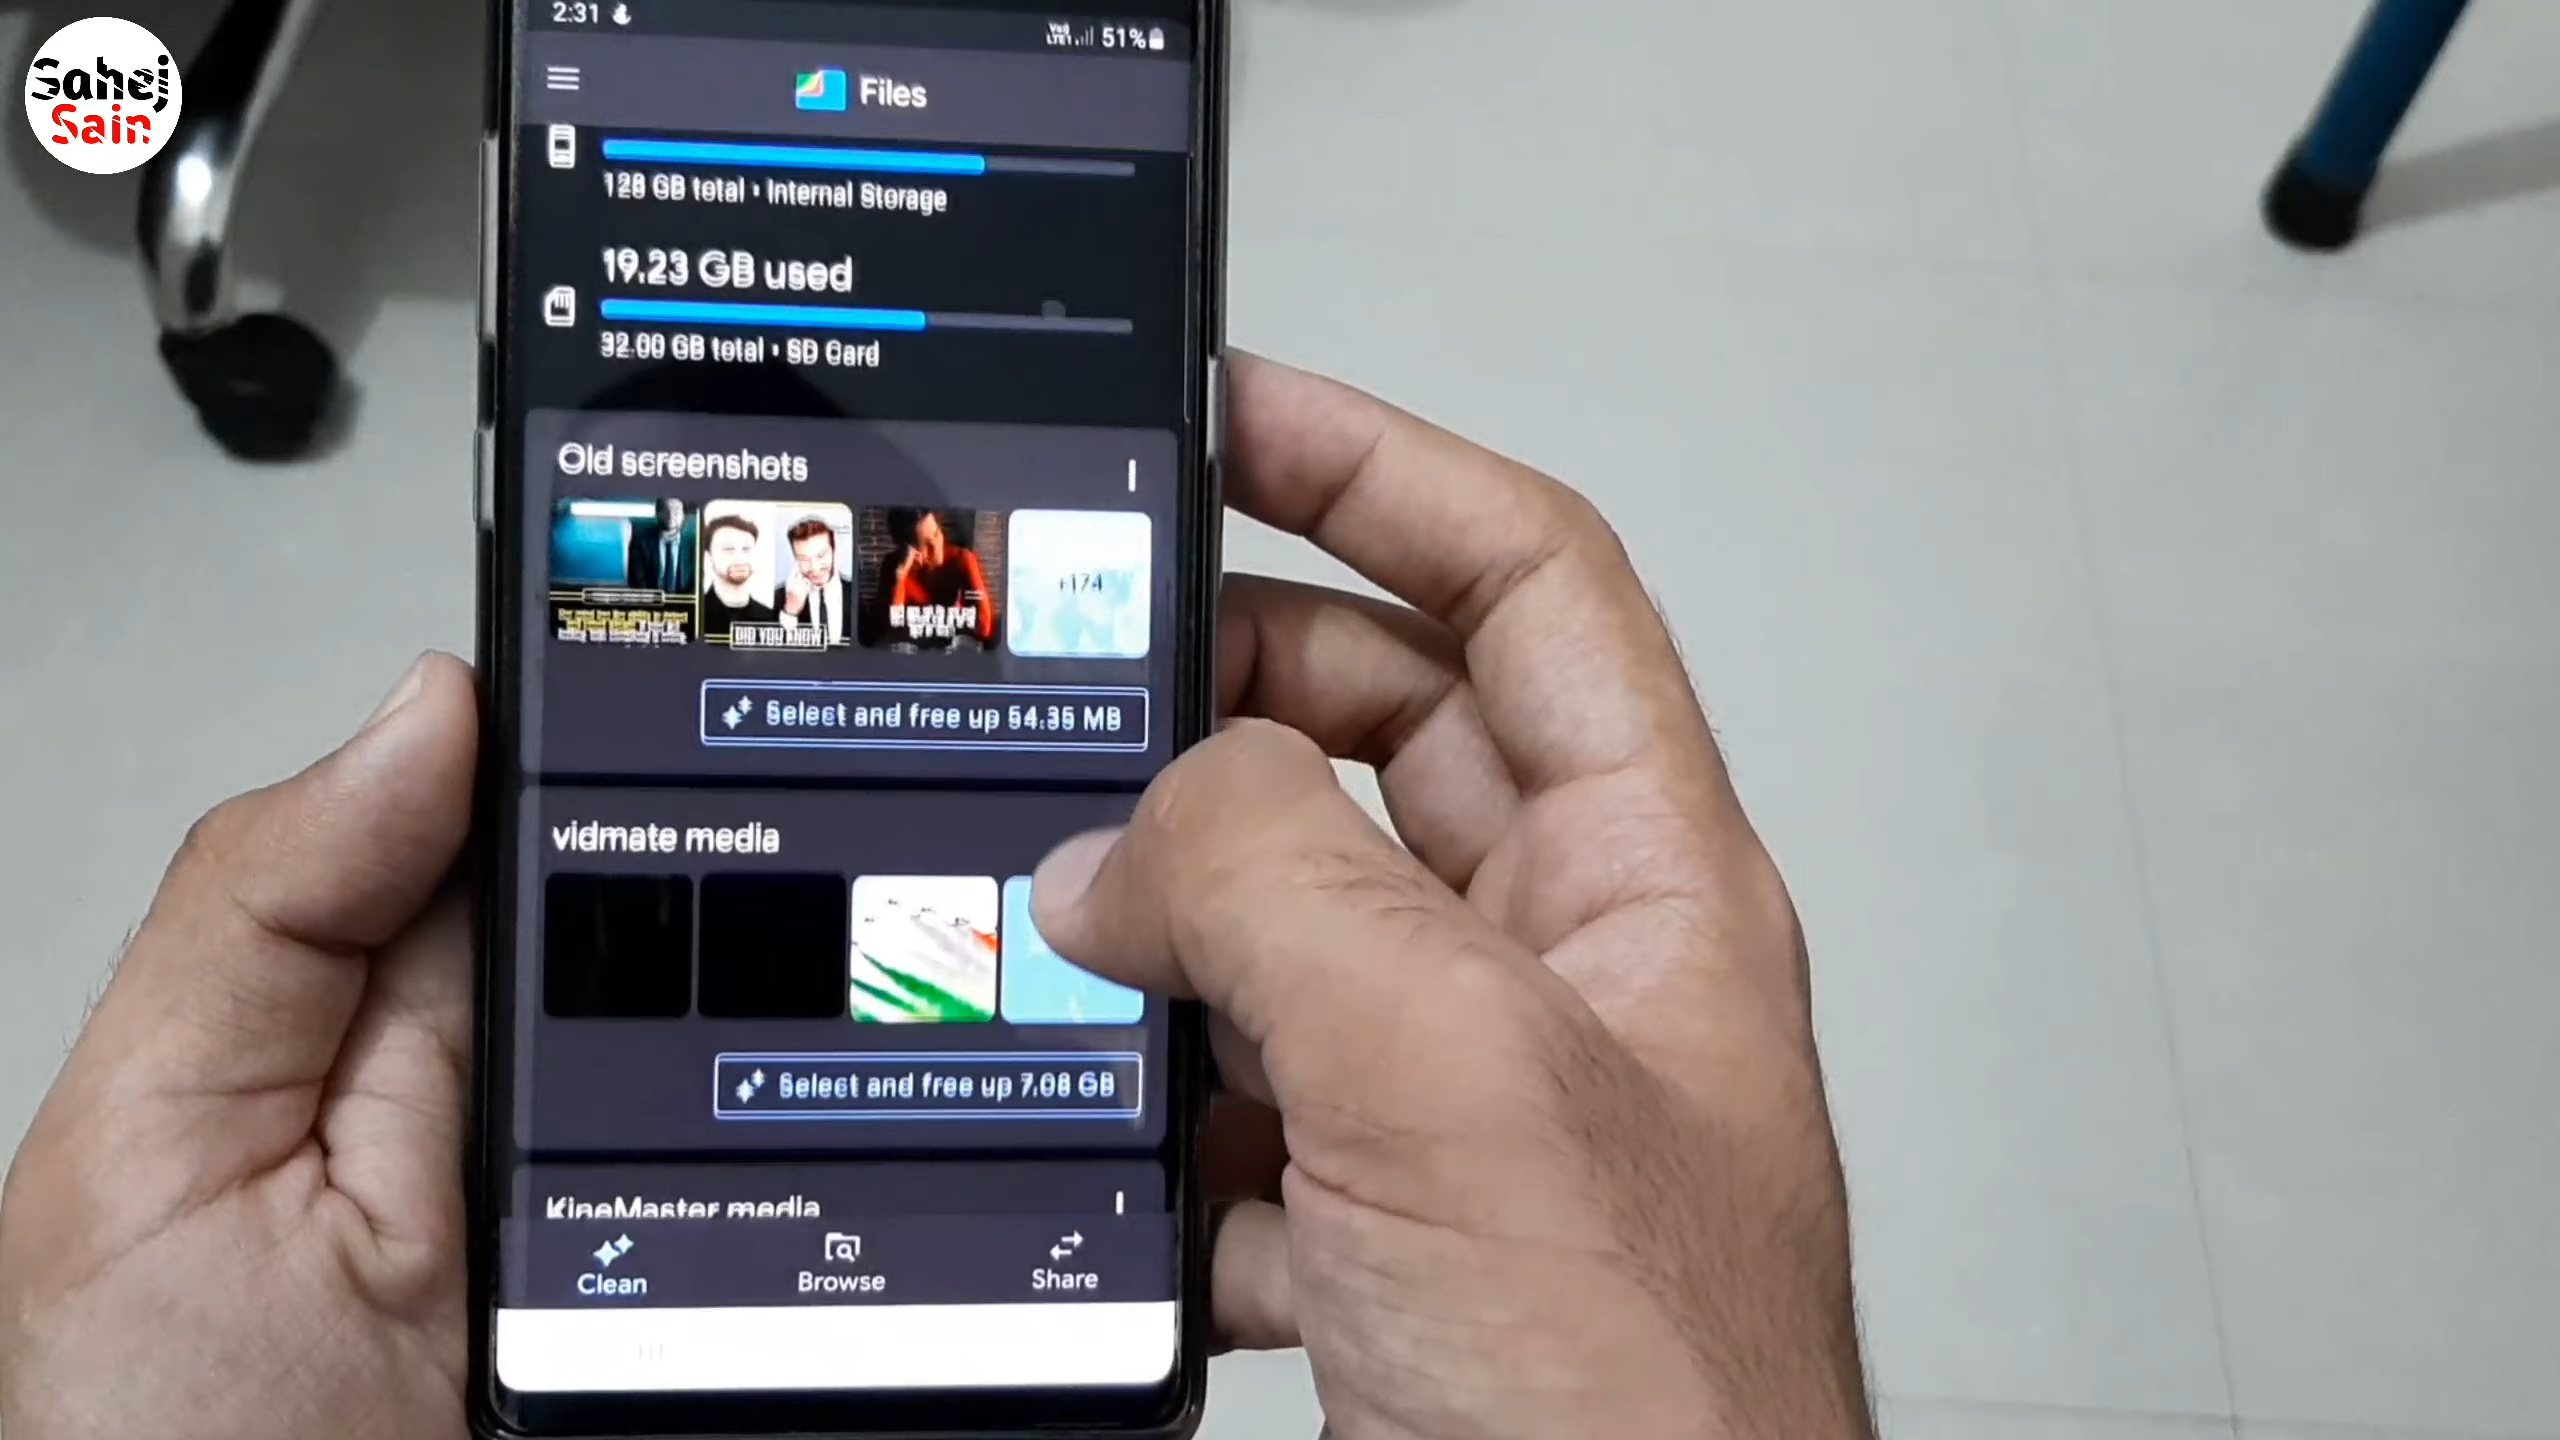 Sahej
Sain
2:31
51%
Files
128 GB total • Internal Storage
19.23 GB used
32.00 GB total • SD Card
Old screenshots
DID YOU KNOW
+174
Select and free up 54.35 MB
vidmate media
Select and free up 7.08 GB
KineMaster media
Clean
Browse
Share